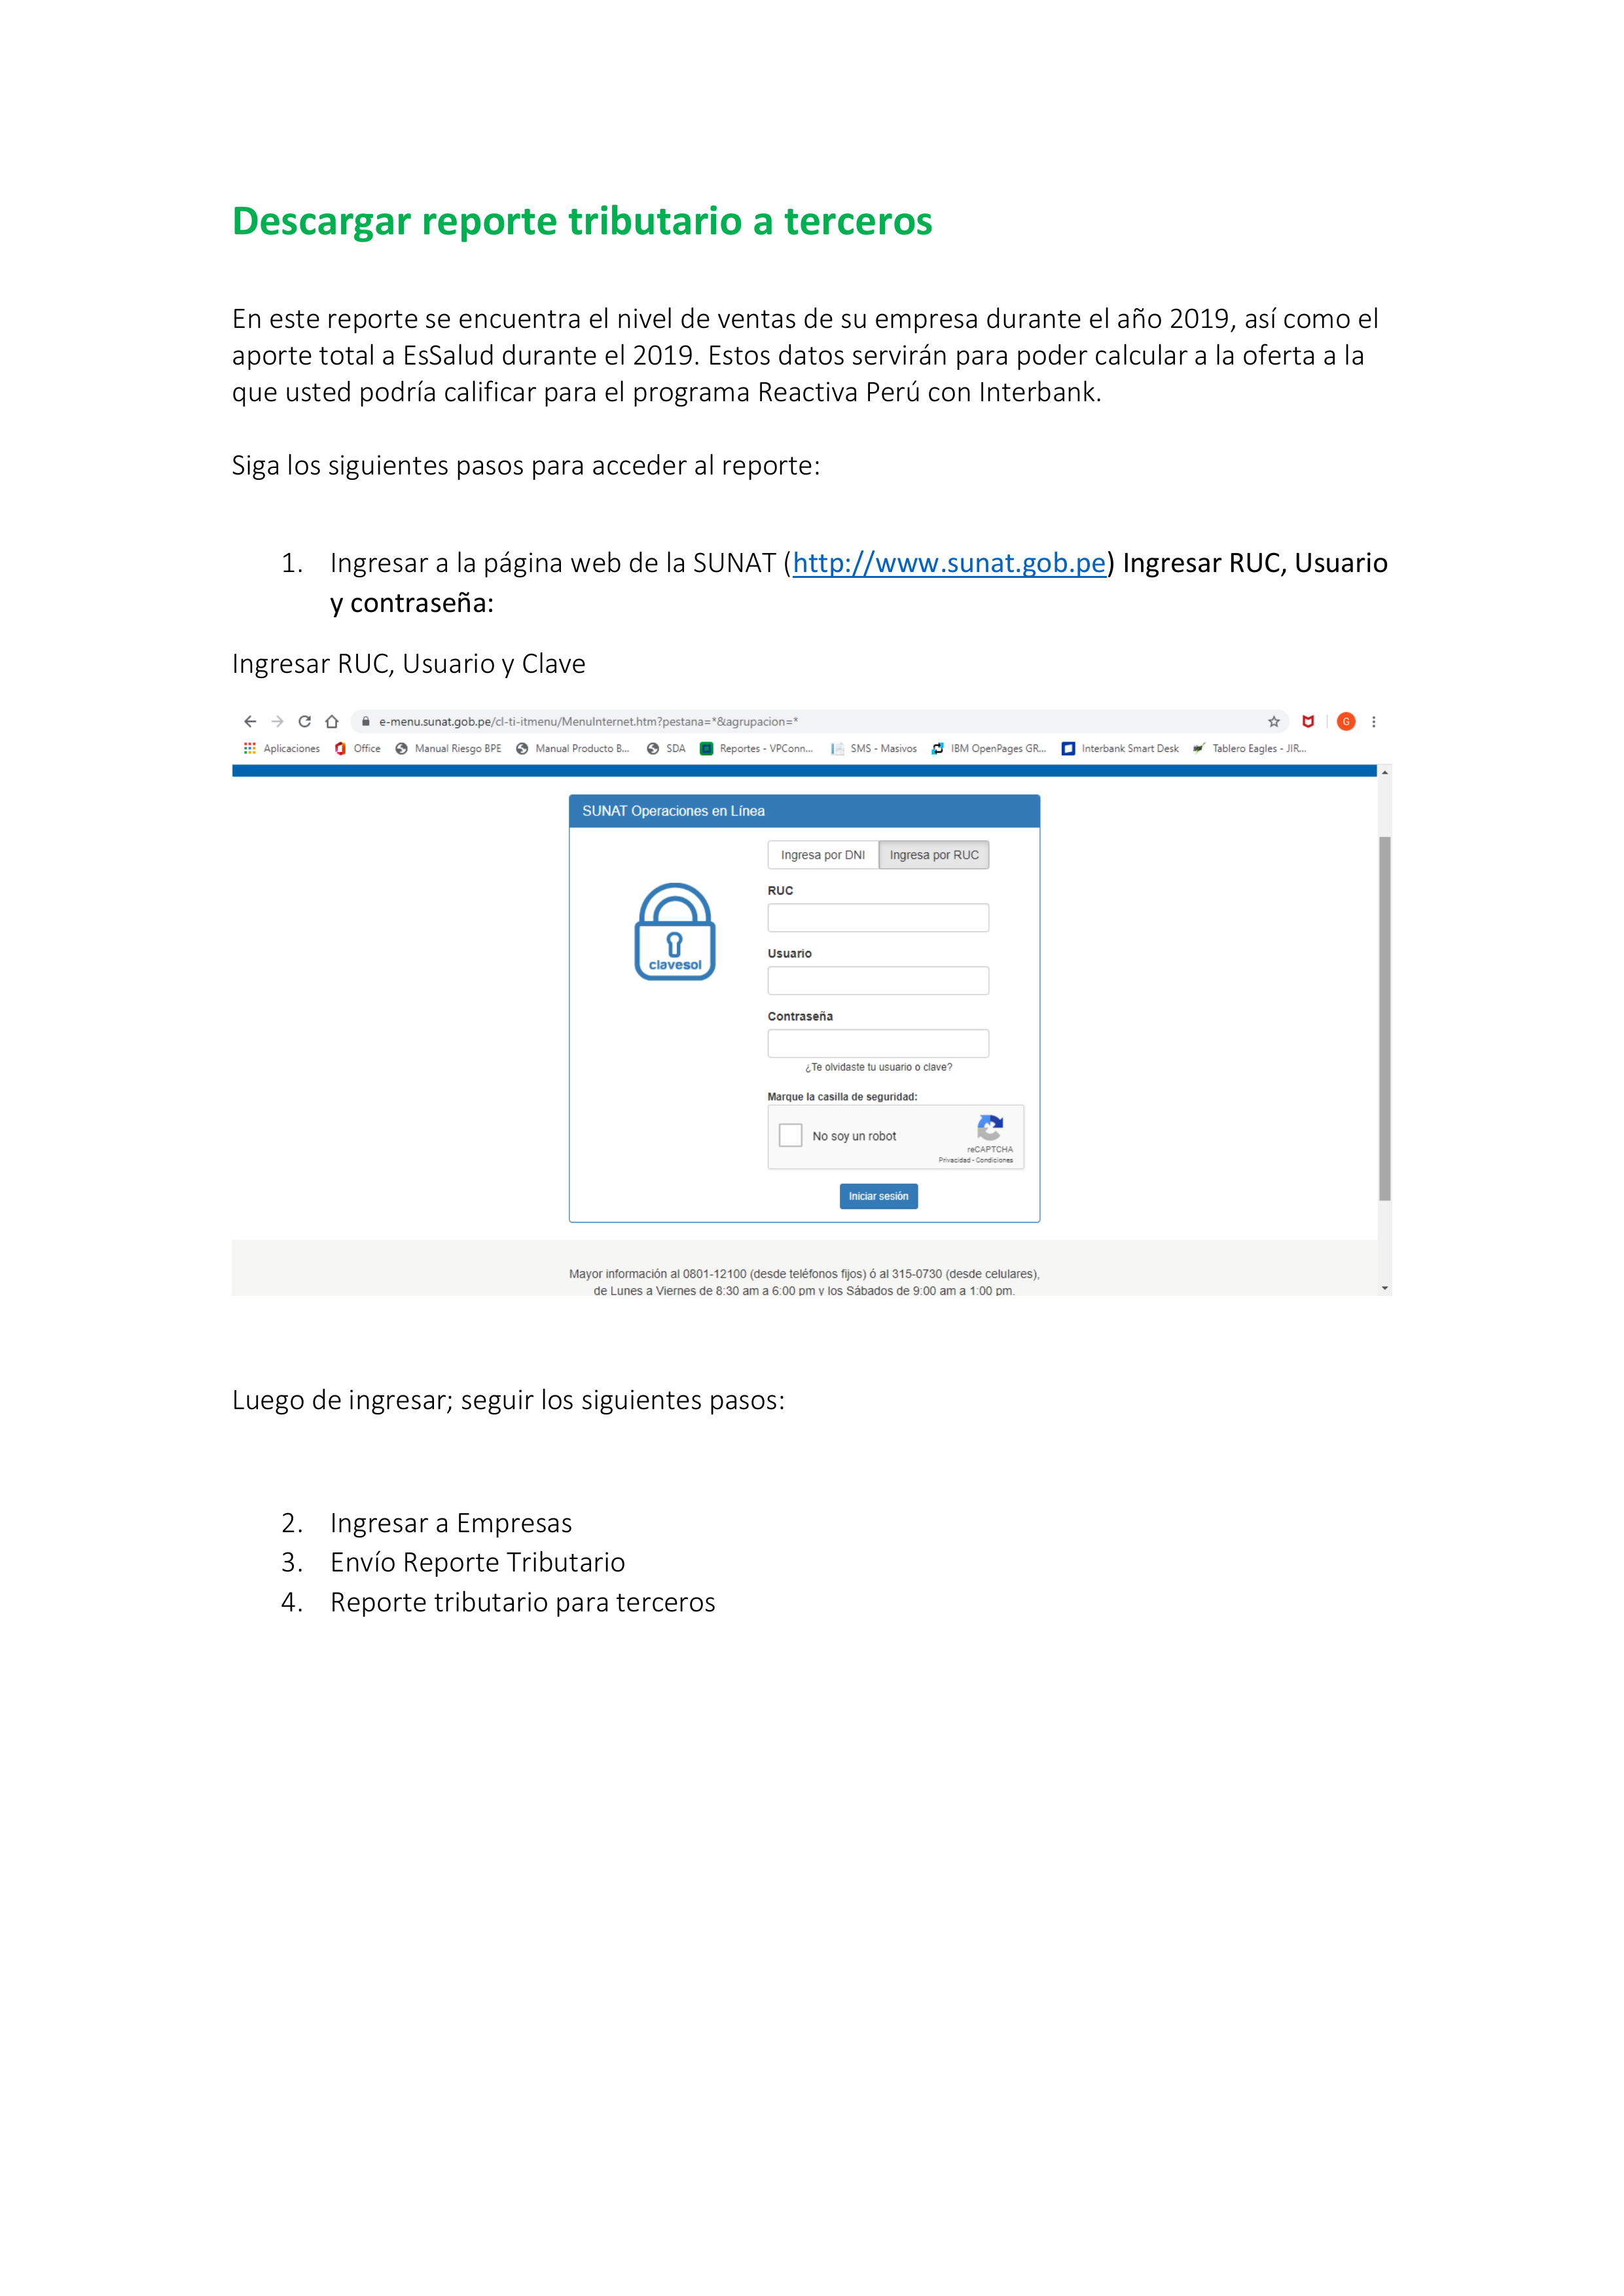 Descargar reporte tributario a terceros
En este reporte se encuentra el nivel de ventas de su empresa durante el año 2019, así como el
aporte total a EsSalud durante el 2019. Estos datos servirán para poder calcular a la oferta a la
que usted podría calificar para el programa Reactiva Perú con Interbank.
Siga los siguientes pasos para acceder al reporte:
1. Ingresar a la página web de la SUNAT (http://www.sunat.gob.pe) Ingresar RUC, Usuario
y contraseña:
Ingresar RUC, Usuario y Clave
e-menu.sunat.gob.pe/cl-ti-itmenu/MenuInternet.htm?pestana=*&agrupacion=*
G
Aplicaciones Office Manual Riesgo BPE Manual Producto B... SDA Reportes - VPConn... SMS - Masivos IBM OpenPages GR... Interbank Smart Desk Tablero Eagles - JIR...
SUNAT Operaciones en Línea
Ingresa por DNI Ingresa por RUC
RUC
clavesol
Usuario
Contraseña
¿Te olvidaste tu usuario o clave?
Marque la casilla de seguridad:
No soy un robot
reCAPTCHA
Privacidad - Condiciones
Iniciar sesión
Mayor información al 0801-12100 (desde teléfonos fijos) ó al 315-0730 (desde celulares),
de Lunes a Viernes de 8:30 am a 6:00 pm y los Sábados de 9:00 am a 1:00 pm.
Luego de ingresar; seguir los siguientes pasos:
2. Ingresar a Empresas
3. Envío Reporte Tributario
4. Reporte tributario para terceros